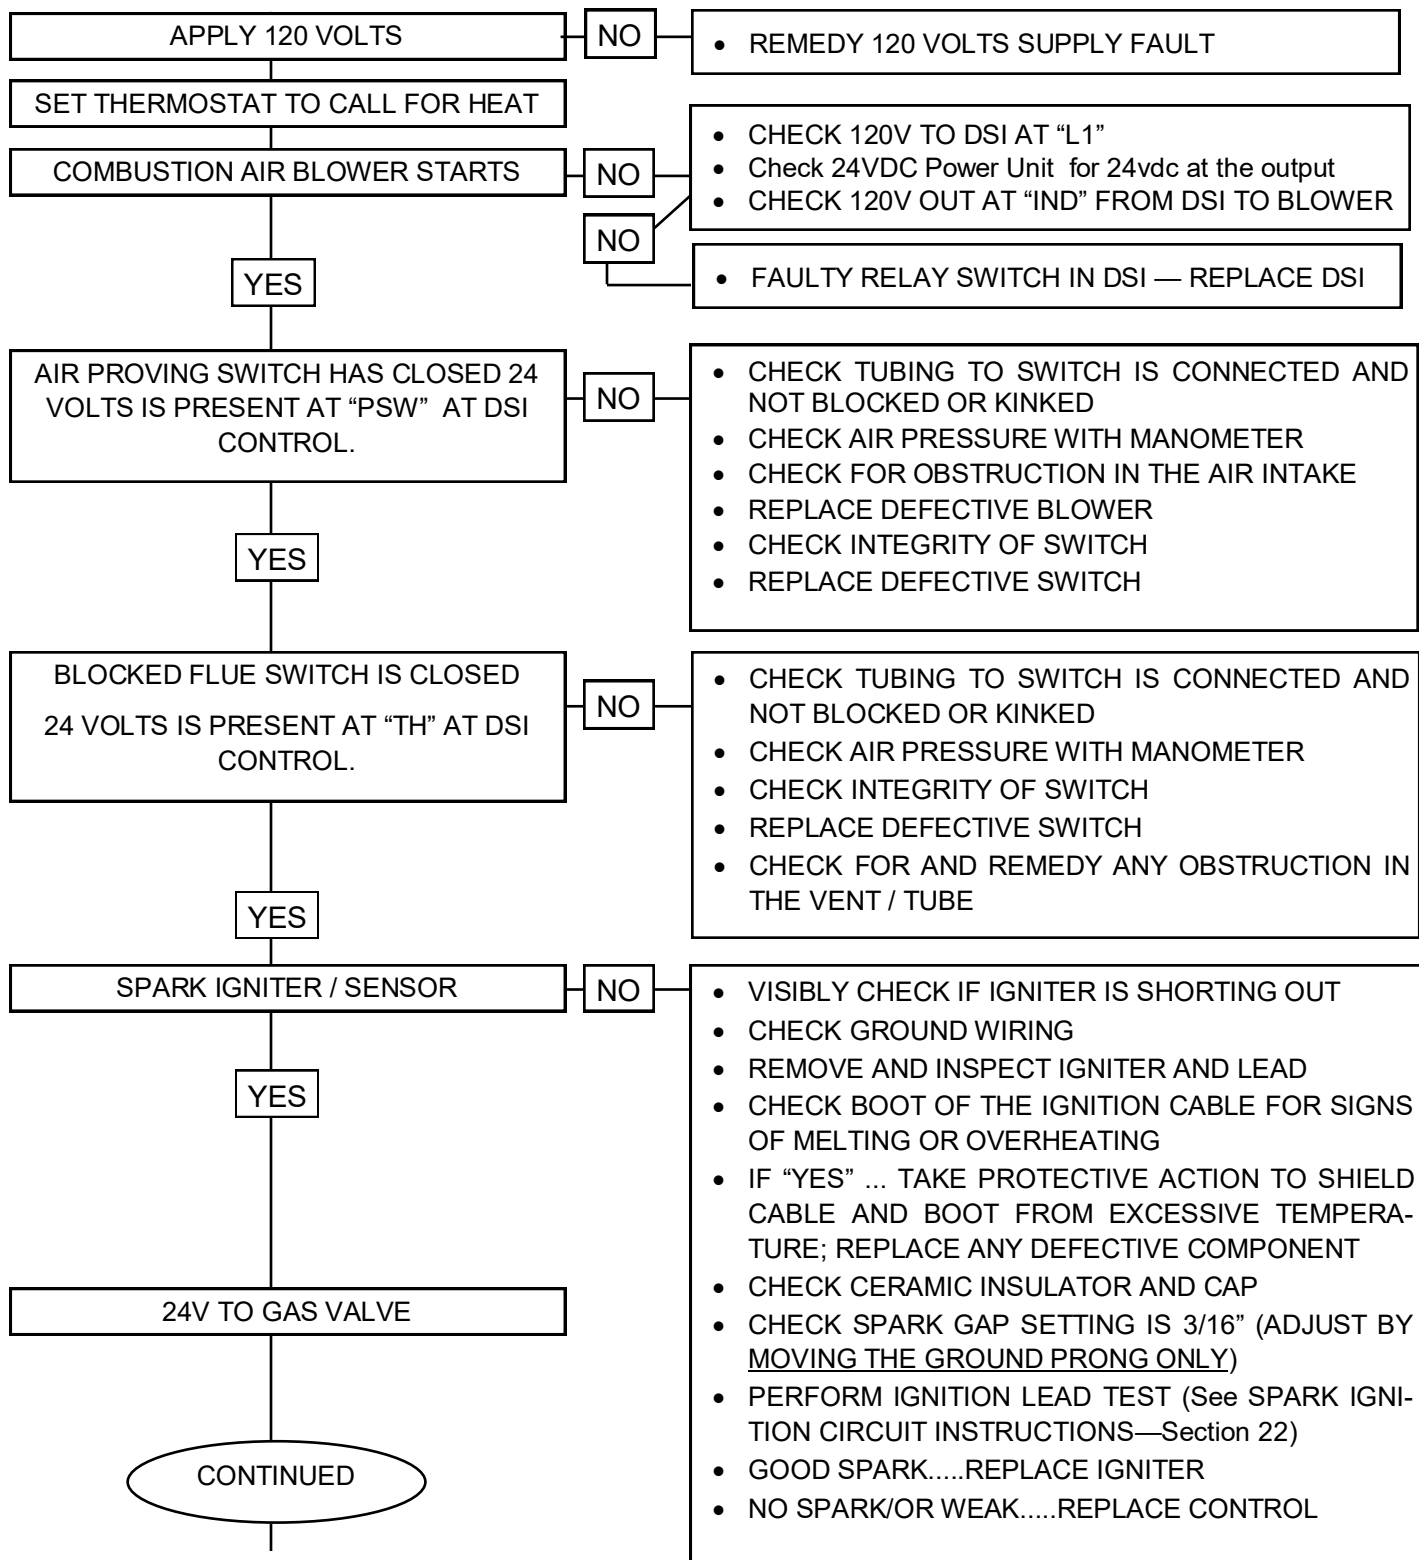 APPLY 120 VOLTS
NO
• REMEDY 120 VOLTS SUPPLY FAULT
SET THERMOSTAT TO CALL FOR HEAT
COMBUSTION AIR BLOWER STARTS
NO
• CHECK 120V TO DSI AT “L1”
• Check 24VDC Power Unit for 24vdc at the output
• CHECK 120V OUT AT “IND” FROM DSI TO BLOWER
NO
• FAULTY RELAY SWITCH IN DSI — REPLACE DSI
YES
AIR PROVING SWITCH HAS CLOSED 24
VOLTS IS PRESENT AT “PSW” AT DSI
CONTROL.
NO
• CHECK TUBING TO SWITCH IS CONNECTED AND
NOT BLOCKED OR KINKED
• CHECK AIR PRESSURE WITH MANOMETER
• CHECK FOR OBSTRUCTION IN THE AIR INTAKE
• REPLACE DEFECTIVE BLOWER
• CHECK INTEGRITY OF SWITCH
• REPLACE DEFECTIVE SWITCH
YES
BLOCKED FLUE SWITCH IS CLOSED
24 VOLTS IS PRESENT AT “TH” AT DSI
CONTROL.
NO
• CHECK TUBING TO SWITCH IS CONNECTED AND
NOT BLOCKED OR KINKED
• CHECK AIR PRESSURE WITH MANOMETER
• CHECK INTEGRITY OF SWITCH
• REPLACE DEFECTIVE SWITCH
• CHECK FOR AND REMEDY ANY OBSTRUCTION IN
THE VENT / TUBE
YES
SPARK IGNITER / SENSOR
NO
• VISIBLY CHECK IF IGNITER IS SHORTING OUT
• CHECK GROUND WIRING
• REMOVE AND INSPECT IGNITER AND LEAD
• CHECK BOOT OF THE IGNITION CABLE FOR SIGNS
OF MELTING OR OVERHEATING
• IF “YES” ... TAKE PROTECTIVE ACTION TO SHIELD
CABLE AND BOOT FROM EXCESSIVE TEMPERA-
TURE; REPLACE ANY DEFECTIVE COMPONENT
• CHECK CERAMIC INSULATOR AND CAP
• CHECK SPARK GAP SETTING IS 3/16” (ADJUST BY
MOVING THE GROUND PRONG ONLY)
• PERFORM IGNITION LEAD TEST (See SPARK IGNI-
TION CIRCUIT INSTRUCTIONS—Section 22)
• GOOD SPARK.....REPLACE IGNITER
• NO SPARK/OR WEAK.....REPLACE CONTROL
YES
24V TO GAS VALVE
CONTINUED